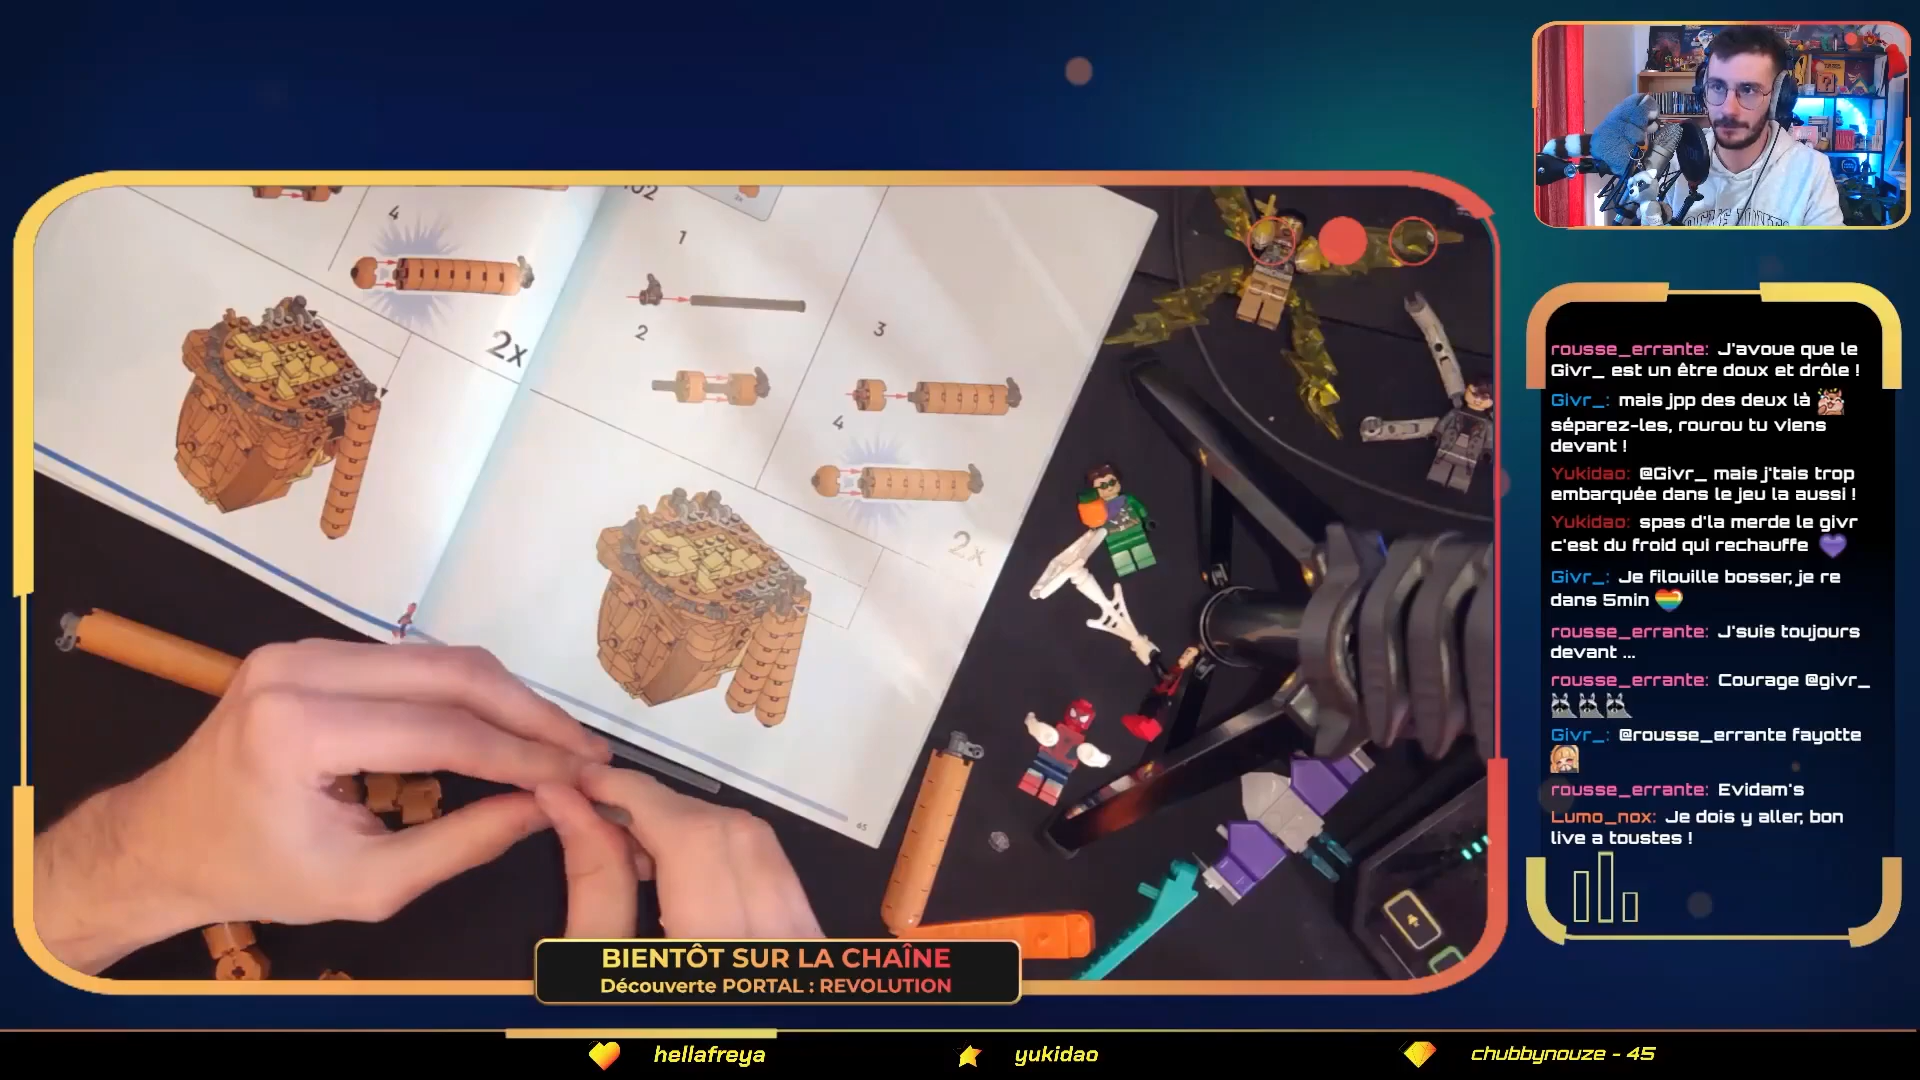 4
2x
102
1
2
3
4
2x
65
rousse_errante: J'avoue que le
Givr_ est un être doux et drôle !
Givr_: mais jpp des deux là
séparez-les, rourou tu viens
devant !
Yukidao: @Givr_ mais j'tais trop
embarquée dans le jeu la aussi !
Yukidao: spas d'la merde le givr
c'est du froid qui rechauffe
Givr_: Je filouille bosser, je re
dans 5min
rousse_errante: J'suis toujours
devant ...
rousse_errante: Courage @givr_
Givr_: @rousse_errante fayotte
rousse_errante: Evidam's
Lumo_nox: Je dois y aller, bon
live a toustes !
BIENTÔT SUR LA CHAÎNE
Découverte PORTAL : REVOLUTION
hellafreya
yukidao
chubbynouze - 45